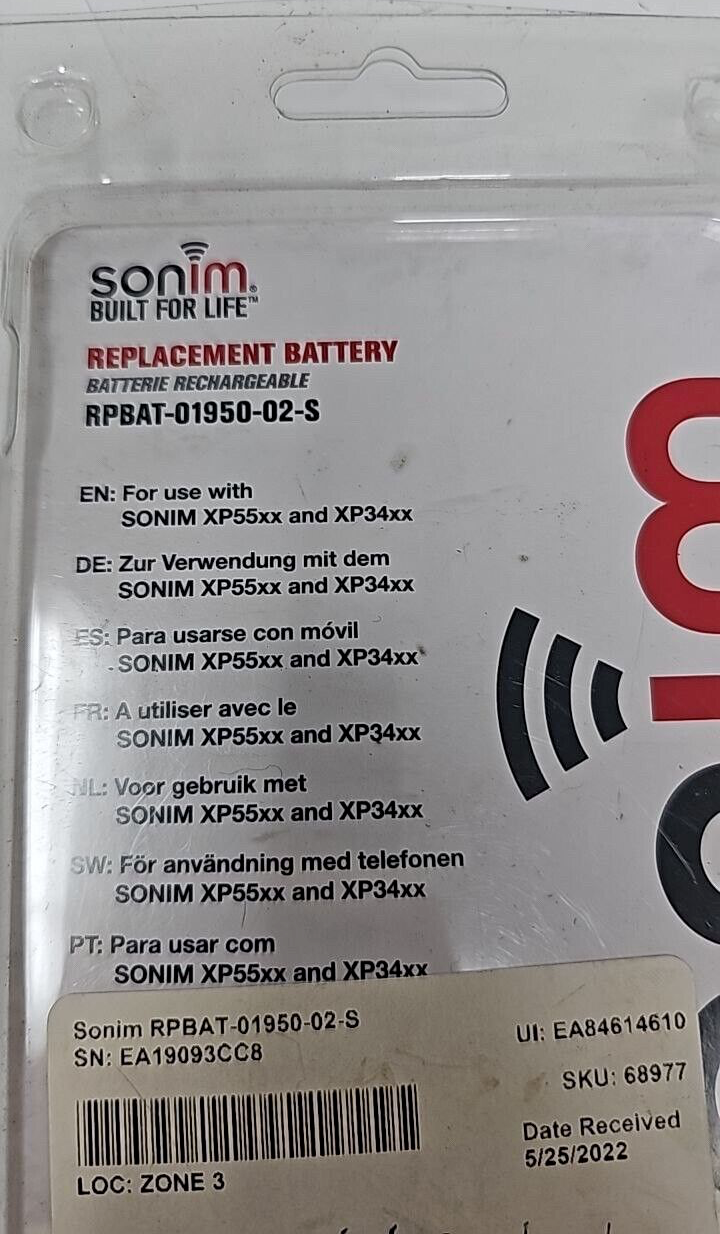 sonim®
BUILT FOR LIFE™
REPLACEMENT BATTERY
BATTERIE RECHARGEABLE
RPBAT-01950-02-S
EN: For use with
SONIM XP55xx and XP34xx
DE: Zur Verwendung mit dem
SONIM XP55xx and XP34xx
ES: Para usarse con móvil
SONIM XP55xx and XP34xx
FR: A utiliser avec le
SONIM XP55xx and XP34xx
NL: Voor gebruik met
SONIM XP55xx and XP34xx
SW: För användning med telefonen
SONIM XP55xx and XP34xx
PT: Para usar com
SONIM XP55xx and XP34xx
Sonim RPBAT-01950-02-S
SN: EA19093CC8
LOC: ZONE 3
UI: EA84614610
SKU: 68977
Date Received
5/25/2022